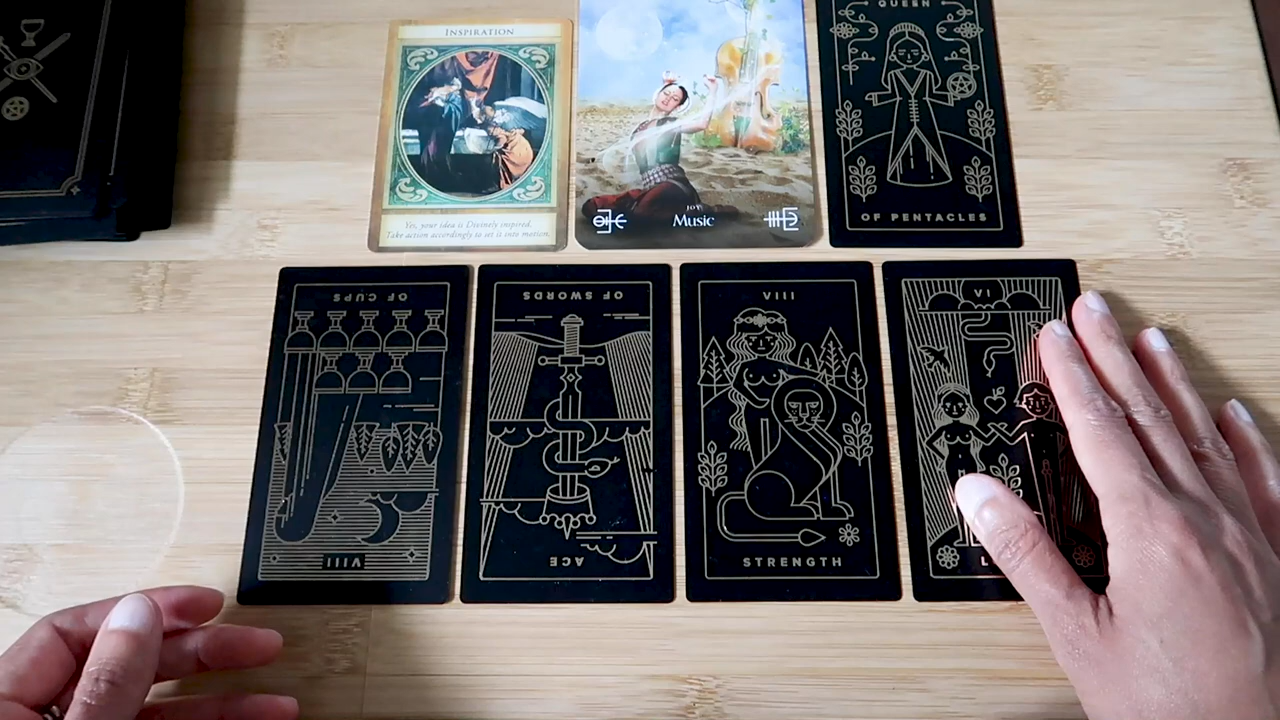 INSPIRATION
Yes, your idea is Divinely inspired.
Take action accordingly to set it into motion.
JOY
Music
QUEEN
OF PENTACLES
OF CUPS
VIII
OF SWORDS
ACE
VIII
STRENGTH
VI